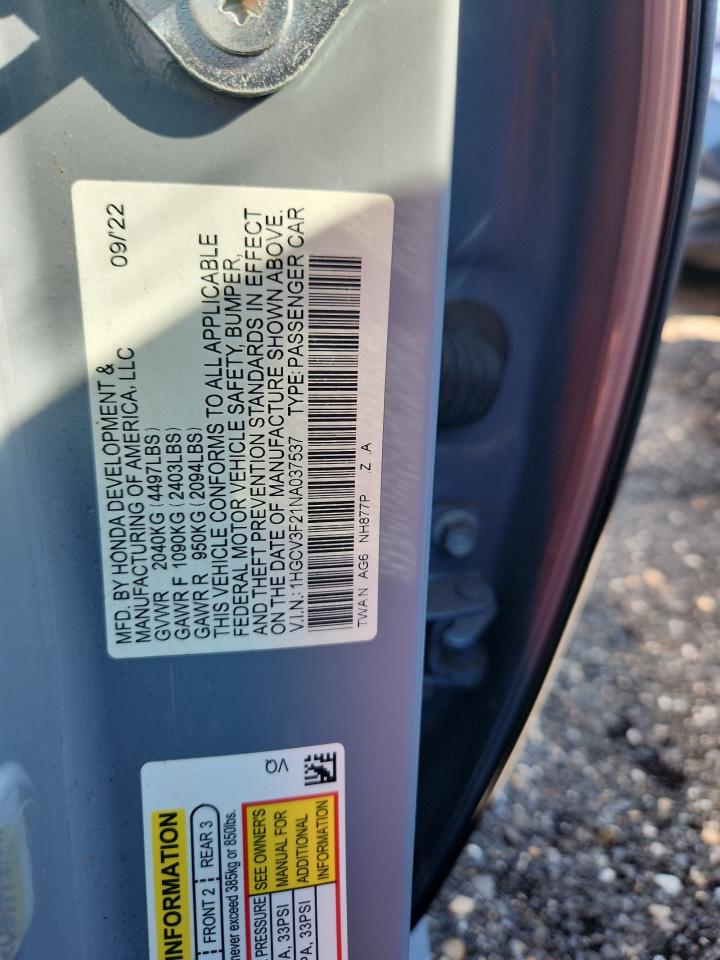 MFD. BY HONDA DEVELOPMENT & 09/'22
MANUFACTURING OF AMERICA, LLC
GVWR 2040KG (4497LBS)
GAWR F 1090KG (2403LBS)
GAWR R 950KG (2094LBS)
THIS VEHICLE CONFORMS TO ALL APPLICABLE
FEDERAL MOTOR VEHICLE SAFETY, BUMPER,
AND THEFT PREVENTION STANDARDS IN EFFECT
ON THE DATE OF MANUFACTURE SHOWN ABOVE.
V.I.N.: 1HGCV3F21NA037537 TYPE: PASSENGER CAR
TWA N AG6 NH877P Z A
VQ
INFORMATION
FRONT 2 REAR 3
never exceed 385kg or 850lbs.
PRESSURE SEE OWNER'S
A, 33PSI MANUAL FOR
ADDITIONAL
PA, 33PSI INFORMATION